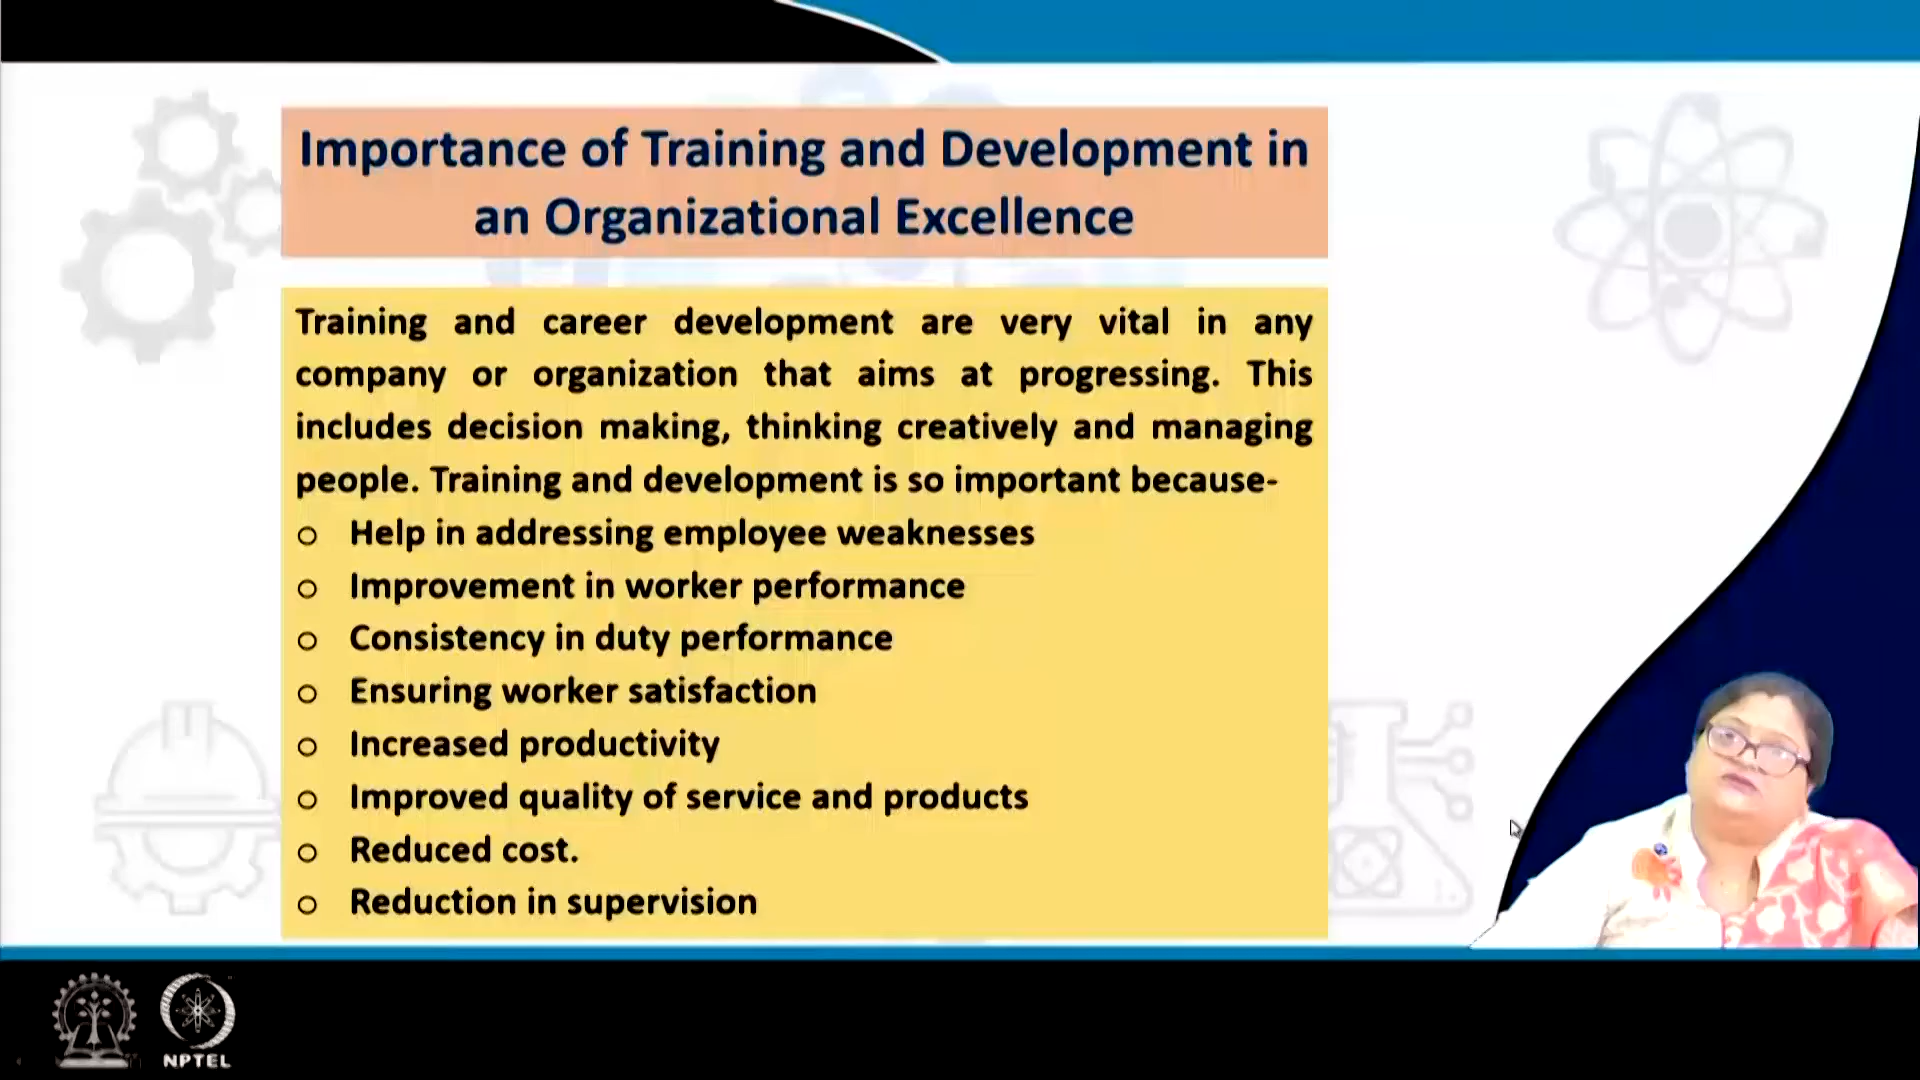 Importance of Training and Development in
an Organizational Excellence
Training and career development are very vital in any
company or organization that aims at progressing. This
includes decision making, thinking creatively and managing
people. Training and development is so important because-
o Help in addressing employee weaknesses
o Improvement in worker performance
o Consistency in duty performance
o Ensuring worker satisfaction
o Increased productivity
o Improved quality of service and products
o Reduced cost.
o Reduction in supervision
NPTEL